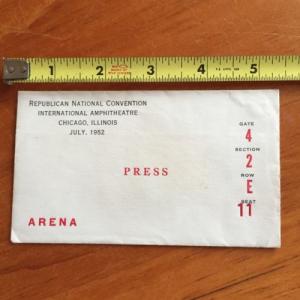 1 2 3 4 5
REPUBLICAN NATIONAL CONVENTION
INTERNATIONAL AMPHITHEATRE
CHICAGO, ILLINOIS
JULY, 1952
PRESS
ARENA
GATE
4
SECTION
2
ROW
E
SEAT
11